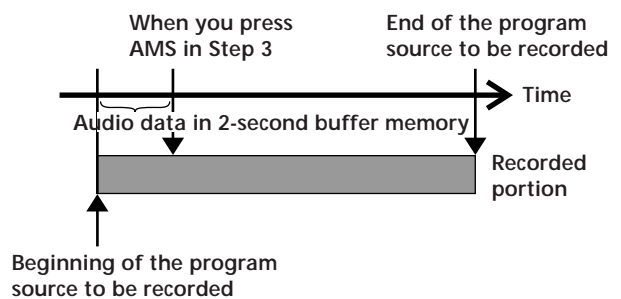 When you press
AMS in Step 3
End of the program
source to be recorded
Time
Audio data in 2-second buffer memory
Recorded
portion
Beginning of the program
source to be recorded